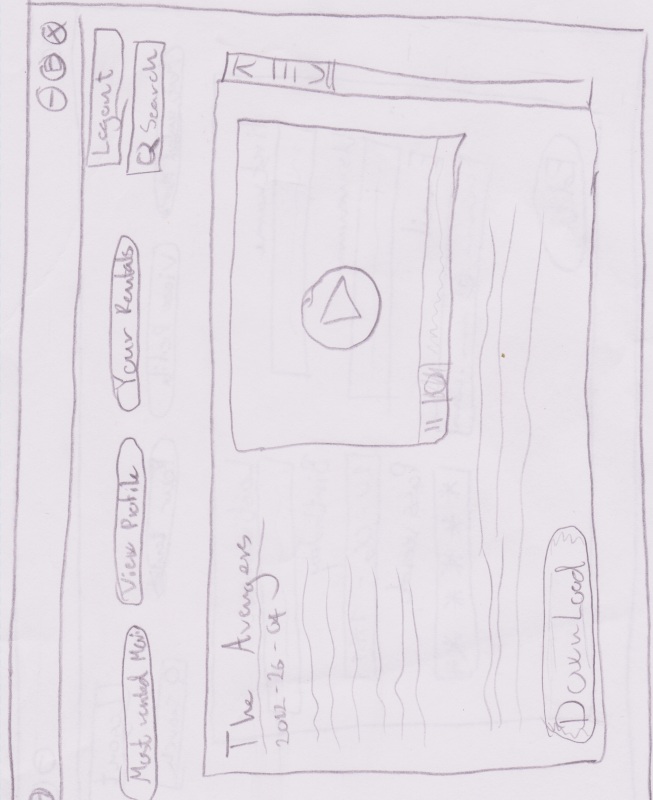 Most rented Movi
View Profile
Your Rentals
Logout
Search
The Avengers
2012-26-04
Download